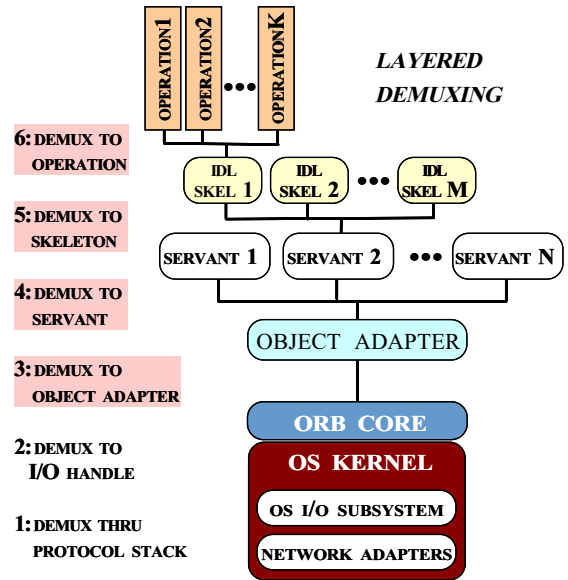 OPERATION1
OPERATION2
•••
OPERATIONK
LAYERED
DEMUXING
6: DEMUX TO
OPERATION
IDL
SKEL 1
IDL
SKEL 2
•••
IDL
SKEL M
5: DEMUX TO
SKELETON
SERVANT 1
SERVANT 2
•••
SERVANT N
4: DEMUX TO
SERVANT
OBJECT ADAPTER
3: DEMUX TO
OBJECT ADAPTER
ORB CORE
2: DEMUX TO
I/O HANDLE
OS KERNEL
OS I/O SUBSYSTEM
1: DEMUX THRU
PROTOCOL STACK
NETWORK ADAPTERS